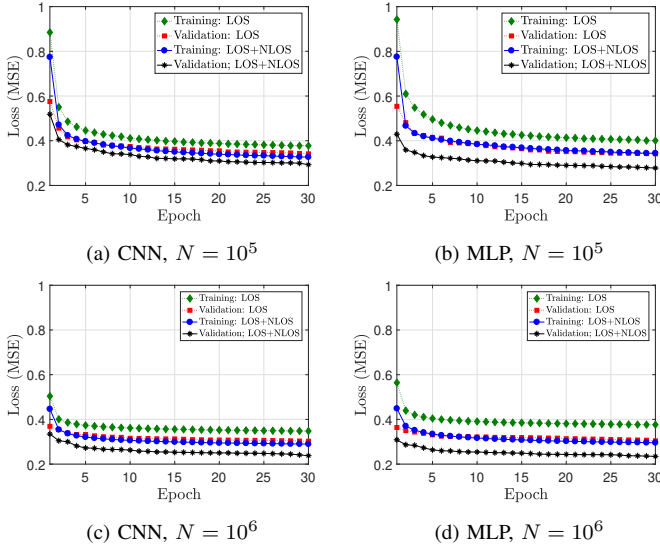 1
0.8
0.6
0.4
0.2
Loss (MSE)
5 10 15 20 25 30
Epoch
Training: LOS
Validation: LOS
Training: LOS+NLOS
Validation; LOS+NLOS
(a) CNN, N = 10^5
1
0.8
0.6
0.4
0.2
Loss (MSE)
5 10 15 20 25 30
Epoch
Training: LOS
Validation: LOS
Training: LOS+NLOS
Validation; LOS+NLOS
(b) MLP, N = 10^5
1
0.8
0.6
0.4
0.2
Loss (MSE)
5 10 15 20 25 30
Epoch
Training: LOS
Validation: LOS
Training: LOS+NLOS
Validation; LOS+NLOS
(c) CNN, N = 10^6
1
0.8
0.6
0.4
0.2
Loss (MSE)
5 10 15 20 25 30
Epoch
Training: LOS
Validation: LOS
Training: LOS+NLOS
Validation; LOS+NLOS
(d) MLP, N = 10^6